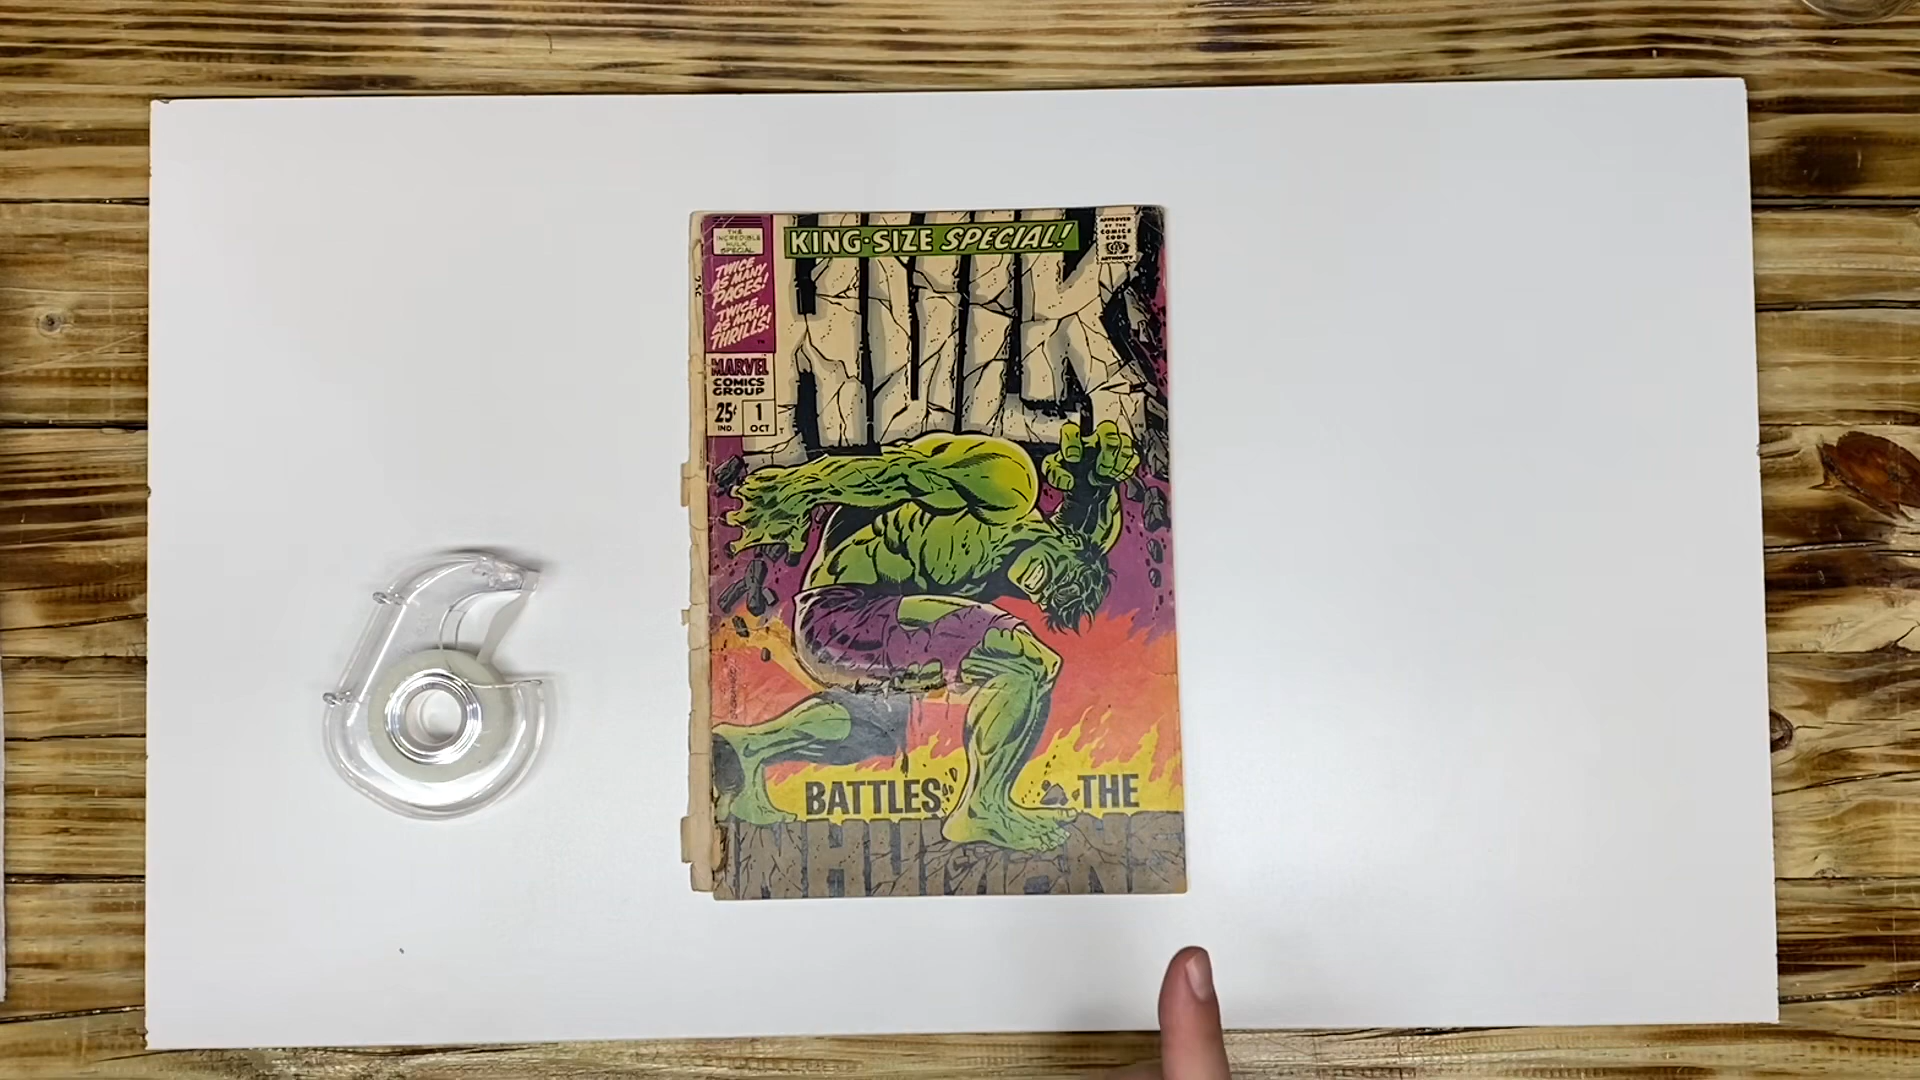 THE
INCREDIBLE
HULK
SPECIAL
KING-SIZE SPECIAL!
APPROVED
BY THE
COMICS
CODE
AUTHORITY
TWICE
AS MANY
PAGES!
TWICE
AS MANY
THRILLS!
HULK
MARVEL
COMICS
GROUP
25¢ 1
IND. OCT
BATTLES THE
INHUMANS